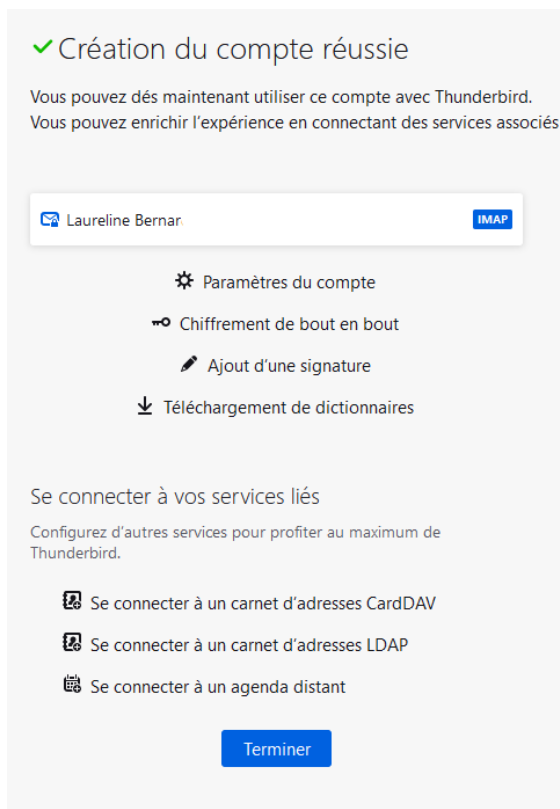 Création du compte réussie
Vous pouvez dés maintenant utiliser ce compte avec Thunderbird.
Vous pouvez enrichir l'expérience en connectant des services associés
Laureline Bernar
IMAP
Paramètres du compte
Chiffrement de bout en bout
Ajout d'une signature
Téléchargement de dictionnaires
Se connecter à vos services liés
Configurez d'autres services pour profiter au maximum de
Thunderbird.
Se connecter à un carnet d'adresses CardDAV
Se connecter à un carnet d'adresses LDAP
Se connecter à un agenda distant
Terminer